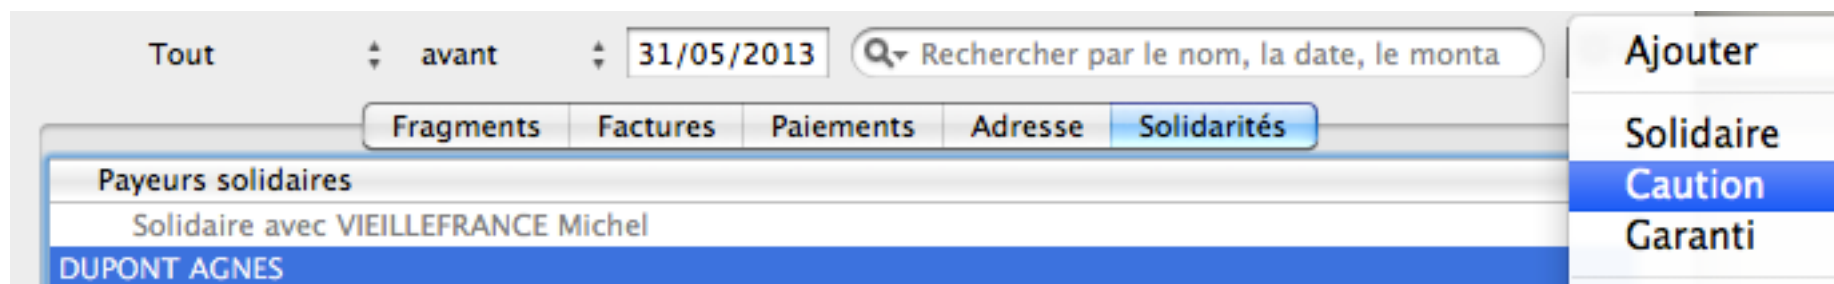 Tout avant 31/05/2013 Rechercher par le nom, la date, le monta
Fragments Factures Paiements Adresse Solidarités
Payeurs solidaires
Solidaire avec VIEILLEFRANCE Michel
DUPONT AGNES
Ajouter
Solidaire
Caution
Garanti